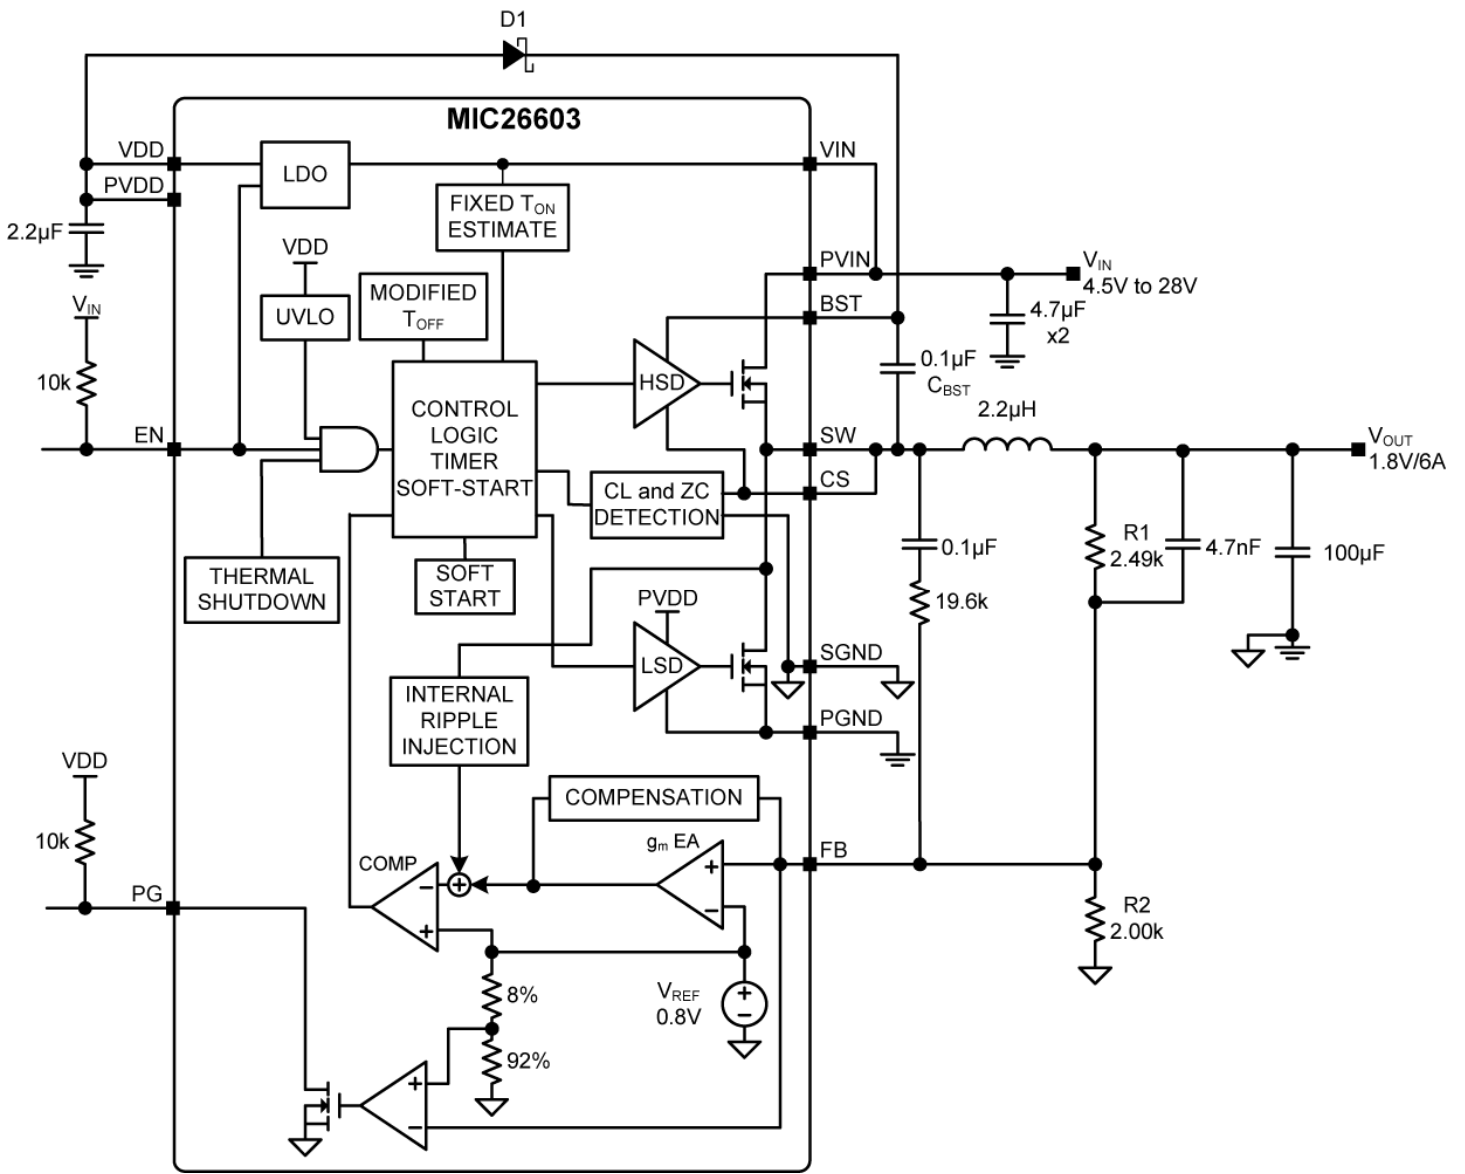 D1
MIC26603
VDD
LDO
VIN
PVDD
FIXED TON
ESTIMATE
2.2µF
VDD
PVIN
VIN
4.5V to 28V
MODIFIED
TOFF
VIN
UVLO
BST
4.7µF
x2
10k
HSD
0.1µF
CBST
CONTROL
LOGIC
TIMER
SOFT-START
2.2µH
EN
SW
VOUT
1.8V/6A
CS
CL and ZC
DETECTION
THERMAL
SHUTDOWN
SOFT
START
0.1µF
R1
2.49k
4.7nF
100µF
PVDD
19.6k
LSD
SGND
INTERNAL
RIPPLE
INJECTION
PGND
VDD
COMPENSATION
10k
gm EA
FB
COMP
+
−
+
−
+
PG
R2
2.00k
8%
VREF
0.8V
+
−
92%
+
−